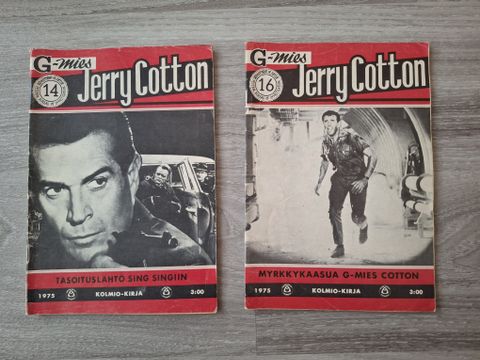 G-mies
14
Jerry Cotton
TASOITUSLÄHTÖ SING SINGIIN
1975
KOLMIO-KIRJA
3:00
G-mies
16
Jerry Cotton
MYRKKYKAASUA G-MIES COTTON
1975
KOLMIO-KIRJA
3:00